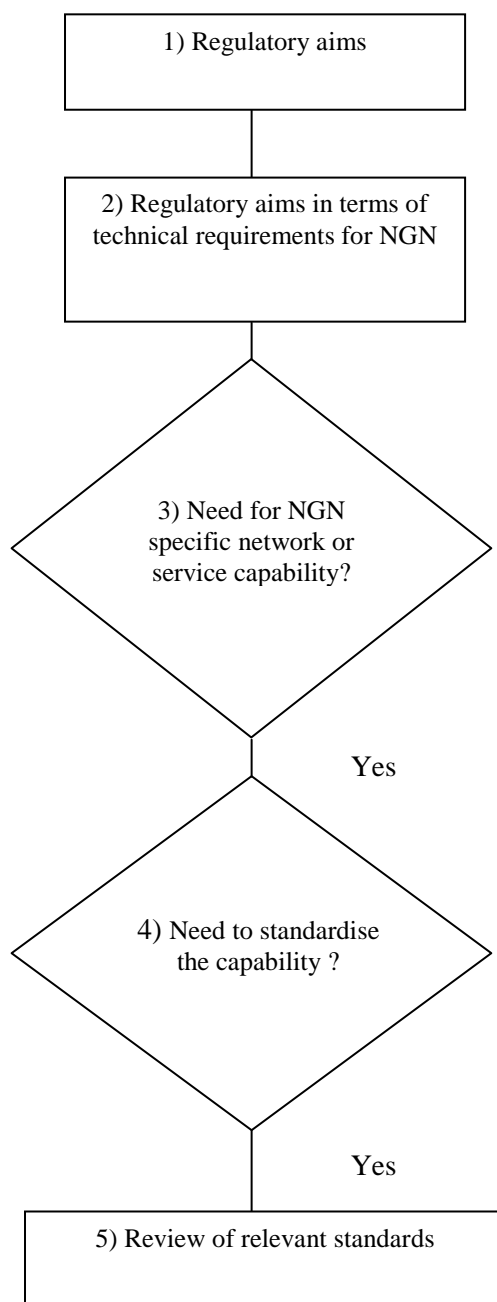 1) Regulatory aims
2) Regulatory aims in terms of
technical requirements for NGN
3) Need for NGN
specific network or
service capability?
Yes
4) Need to standardise
the capability ?
Yes
5) Review of relevant standards